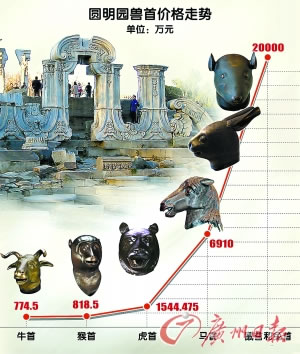 圆明园兽首价格走势
单位：万元
20000
6910
1544.475
818.5
774.5
牛首
猴首
虎首
马
广州日报